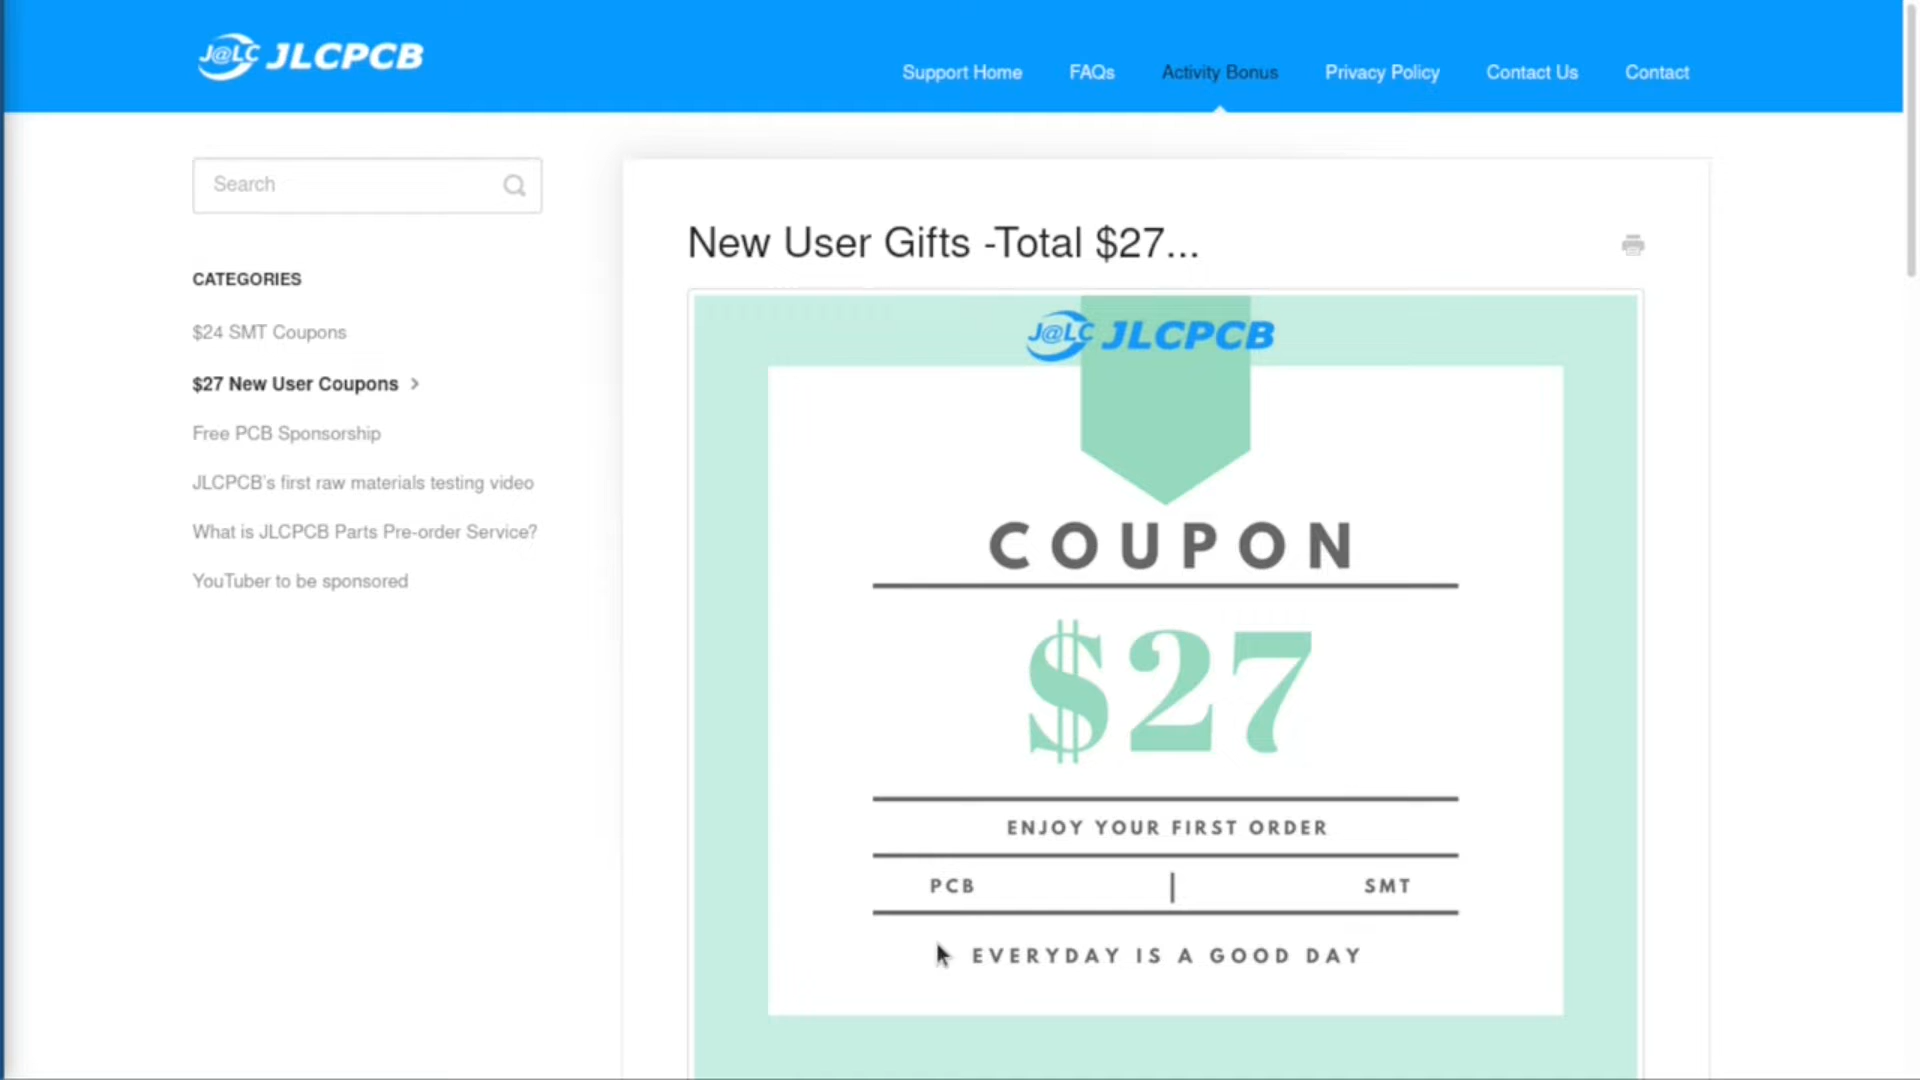 J@LC JLCPCB
Support Home FAQs Activity Bonus Privacy Policy Contact Us Contact
Search
CATEGORIES
$24 SMT Coupons
$27 New User Coupons
Free PCB Sponsorship
JLCPCB's first raw materials testing video
What is JLCPCB Parts Pre-order Service?
YouTuber to be sponsored
New User Gifts -Total $27...
J@LC JLCPCB
COUPON
$27
ENJOY YOUR FIRST ORDER
PCB | SMT
EVERYDAY IS A GOOD DAY